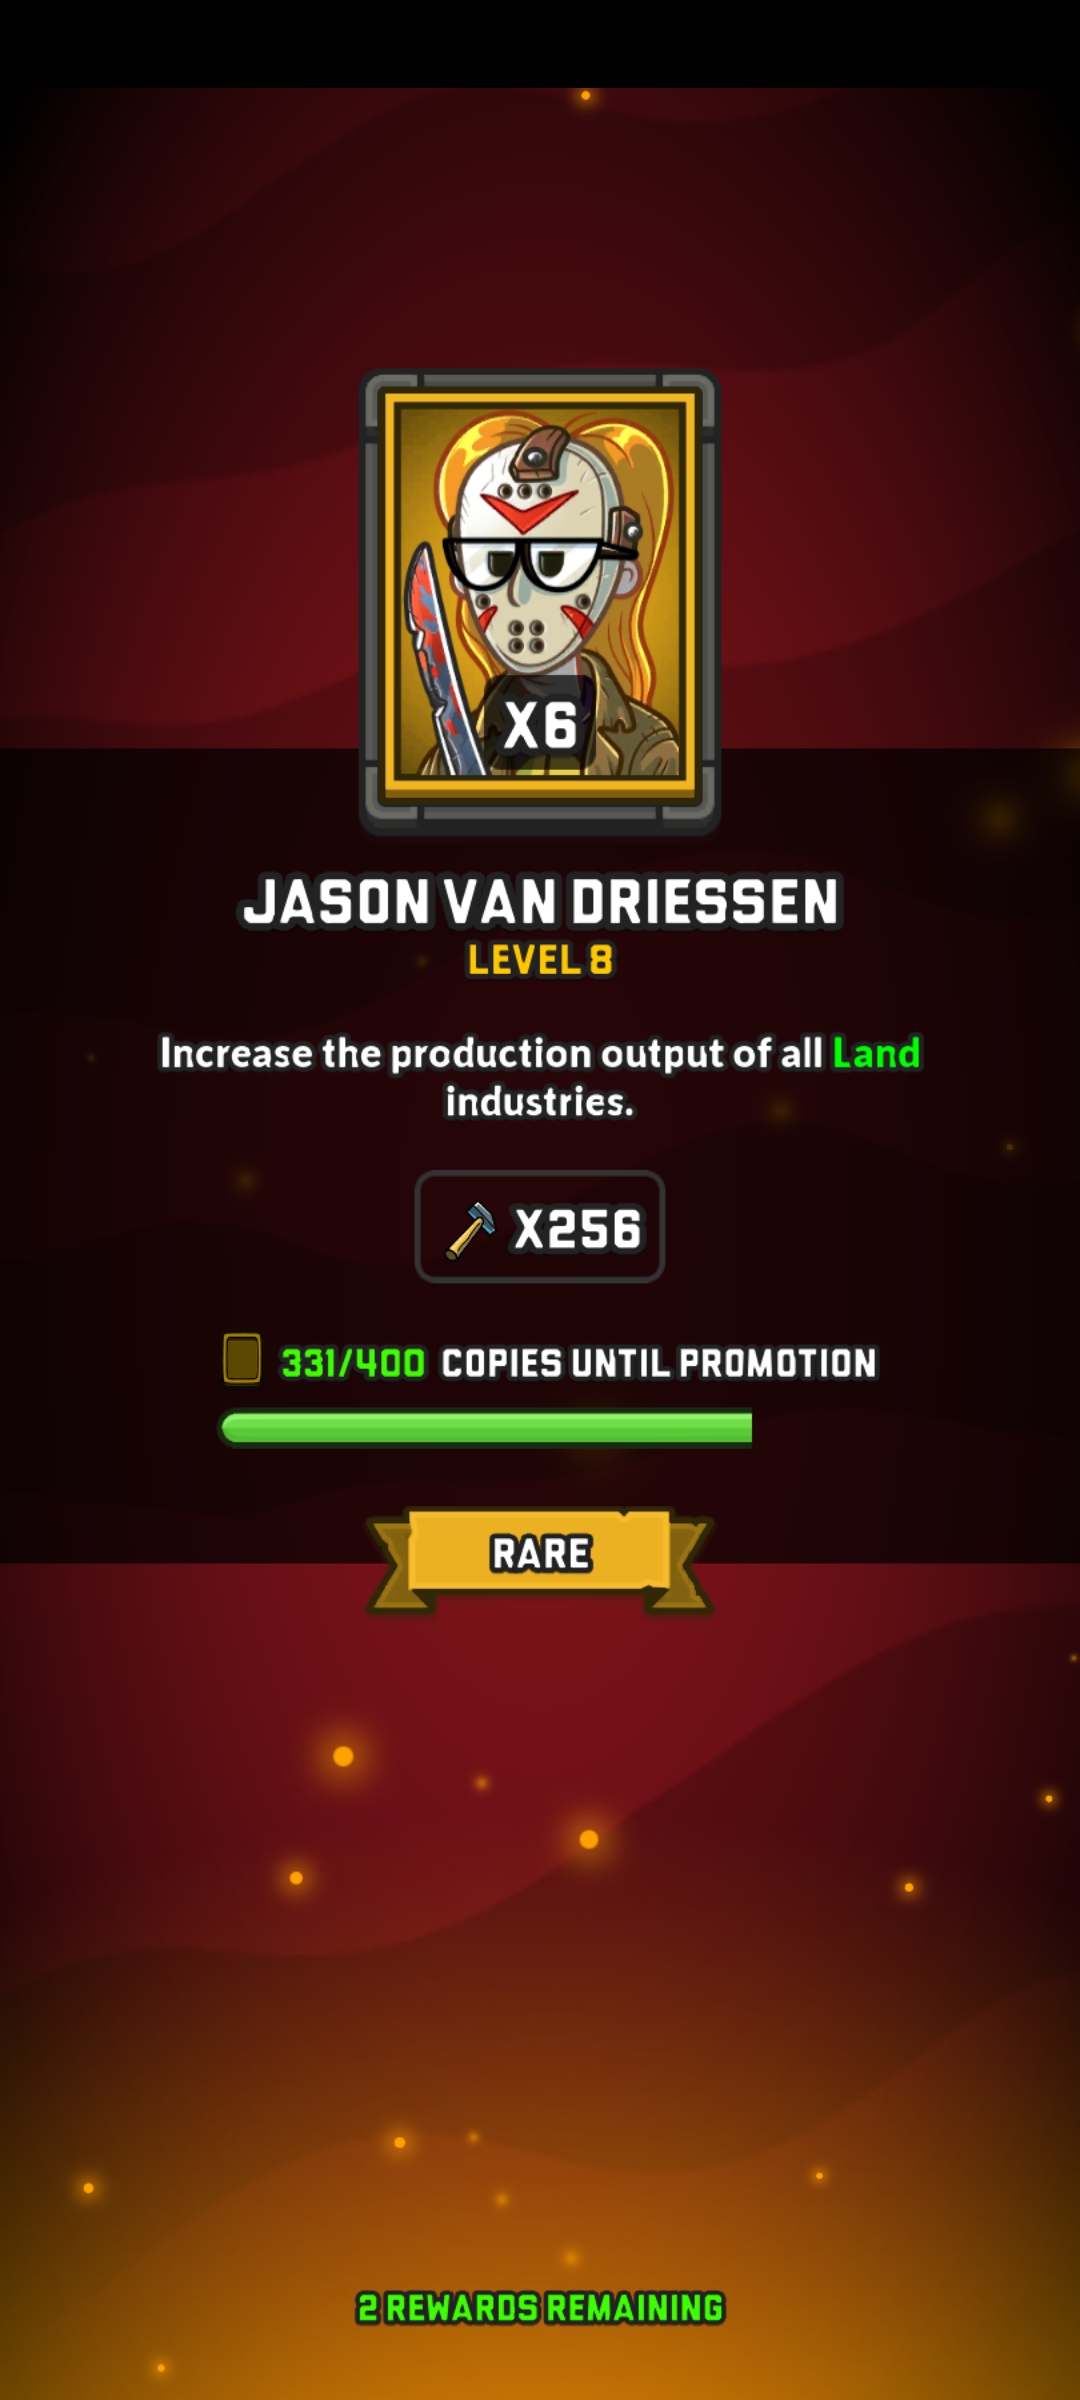 X6
JASON VAN DRIESSEN
LEVEL 8
Increase the production output of all Land
industries.
X256
331/400 COPIES UNTIL PROMOTION
RARE
2 REWARDS REMAINING